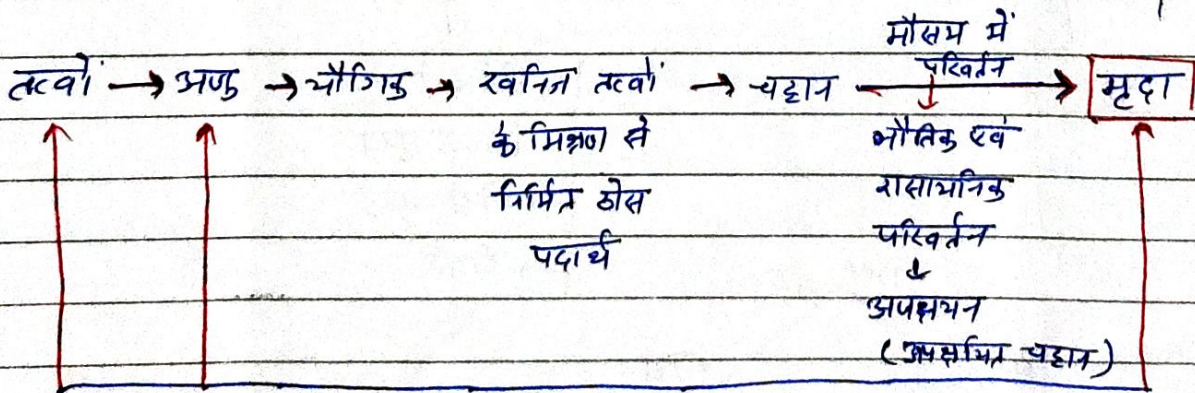 मौसम में
परिवर्तन
तत्वों → अणु → यौगिक → खनिज तत्वों → चट्टान → मृदा
के मिश्रण से
निर्मित ठोस
पदार्थ
भौतिक एवं
रासायनिक
परिवर्तन
↓
अपक्षयन
(अपक्षयित चट्टान)